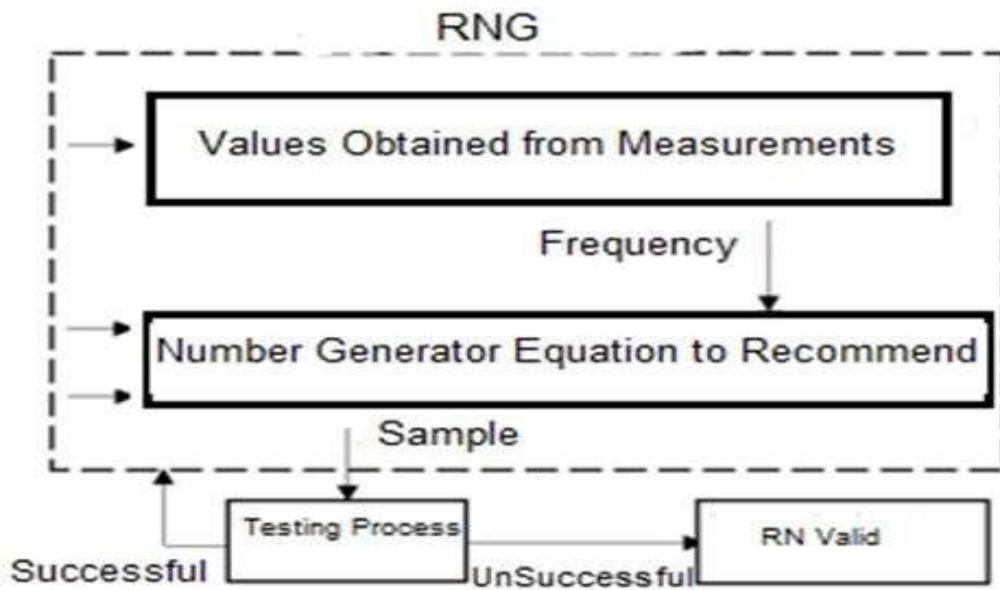 RNG
Values Obtained from Measurements
Frequency
Number Generator Equation to Recommend
Sample
Testing Process
RN Valid
Successful
UnSuccessful